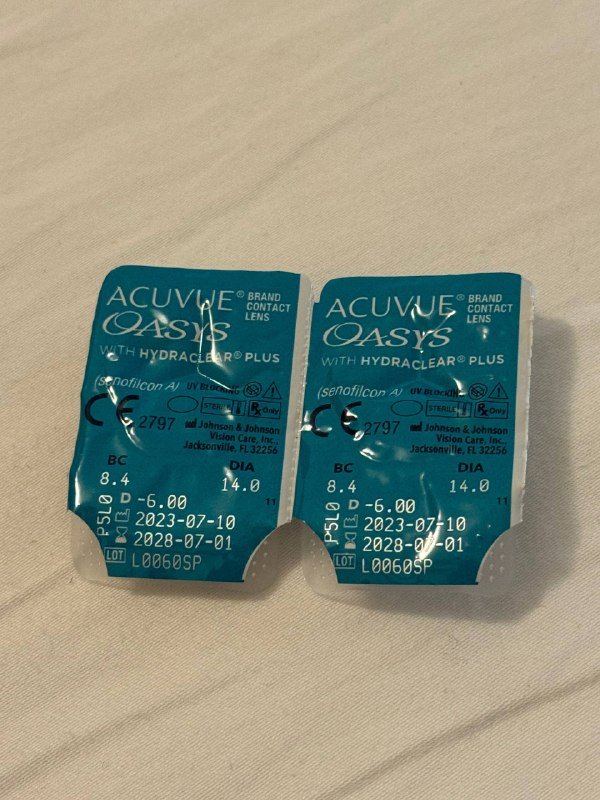 ACUVUE® BRAND CONTACT LENS
OASYS
WITH HYDRACLEAR® PLUS
(senofilcon A) UV BLOCKING
STERILE Rx Only
CE 2797 Johnson & Johnson
Vision Care, Inc.
Jacksonville, FL 32256
BC DIA
8.4 14.0
11
P5L0
D -6.00
2023-07-10
2028-07-01
LOT L0060SP
ACUVUE® BRAND CONTACT LENS
OASYS
WITH HYDRACLEAR® PLUS
(senofilcon A) UV BLOCKING
STERILE Rx Only
CE 2797 Johnson & Johnson
Vision Care, Inc.
Jacksonville, FL 32256
BC DIA
8.4 14.0
11
P5L0
D -6.00
2023-07-10
2028-07-01
LOT L0060SP